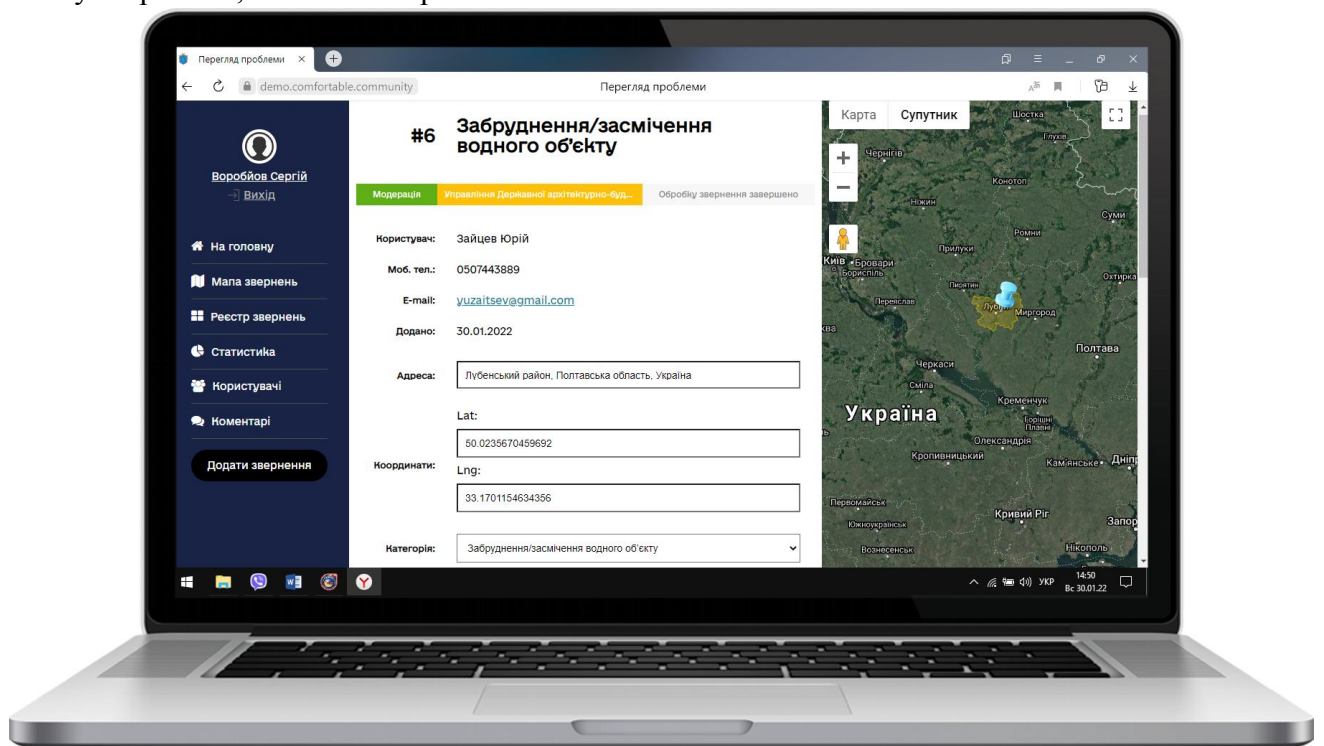 Перегляд проблеми
demo.comfortable.community
Перегляд проблеми
Воробйов Сергій
Вихід
На головну
Мапа звернень
Реєстр звернень
Статистика
Користувачі
Коментарі
Додати звернення
#6 Забруднення/засмічення
водного об'єкту
Модерація Управління Державної архітектурно-буд... Обробку звернення завершено
Користувач: Зайцев Юрій
Моб. тел.: 0507443889
E-mail: yuzaitsev@gmail.com
Додано: 30.01.2022
Адреса: Лубенський район, Полтавська область, Україна
Координати:
Lat:
50.0235670459692
Lng:
33.1701154634356
Категорія: Забруднення/засмічення водного об'єкту
Карта Супутник
Шостка
Глухів
Чернігів
Конотоп
Ніжин
Суми
Ромни
Прилуки
Київ
Бровари
Бориспіль
Охтирка
Пирятин
Переяслав
Лубни
Миргород
Полтава
Черкаси
Сміла
Кременчук
Україна
Горішні
Плавні
Олександрія
Кропивницький
Кам'янське
Дніп
Первомайськ
Кривий Ріг
Южноукраїнськ
Запор
Вознесенськ
Нікополь
УКР
14:50
Вс 30.01.22